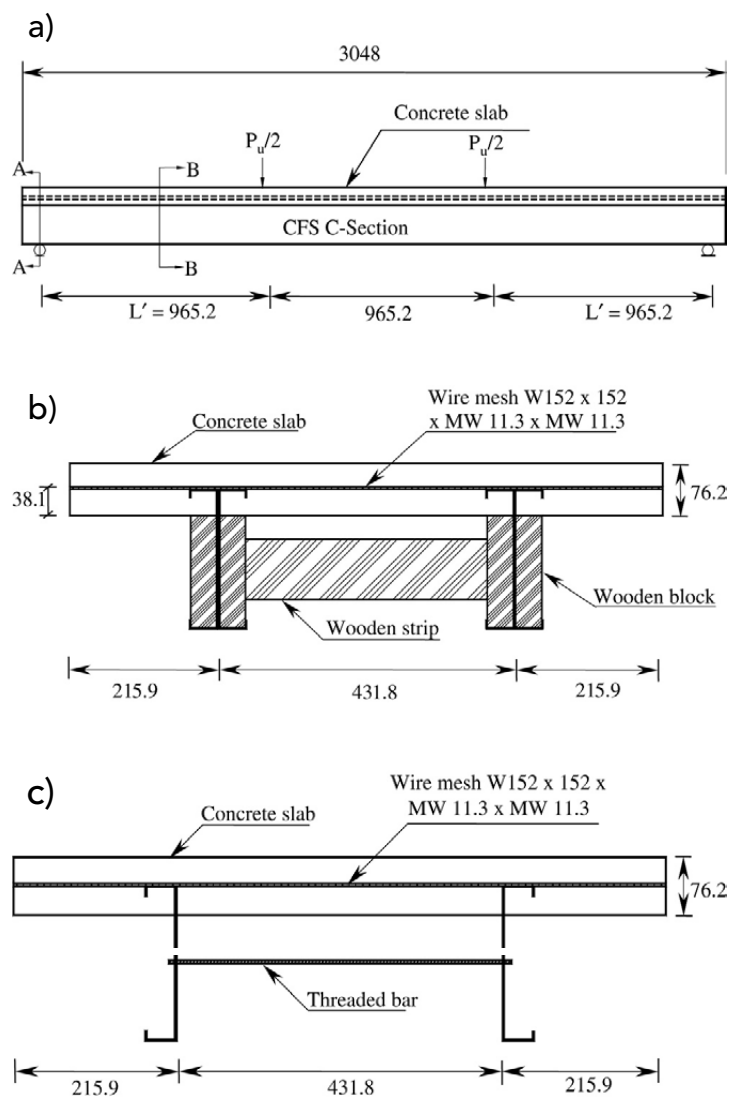 a)
3048
Concrete slab
P_u/2
P_u/2
A
B
CFS C-Section
A
B
L′ = 965.2
965.2
L′ = 965.2
b)
Wire mesh W152 x 152
x MW 11.3 x MW 11.3
Concrete slab
38.1
76.2
Wooden block
Wooden strip
215.9
431.8
215.9
c)
Wire mesh W152 x 152 x
MW 11.3 x MW 11.3
Concrete slab
76.2
Threaded bar
215.9
431.8
215.9